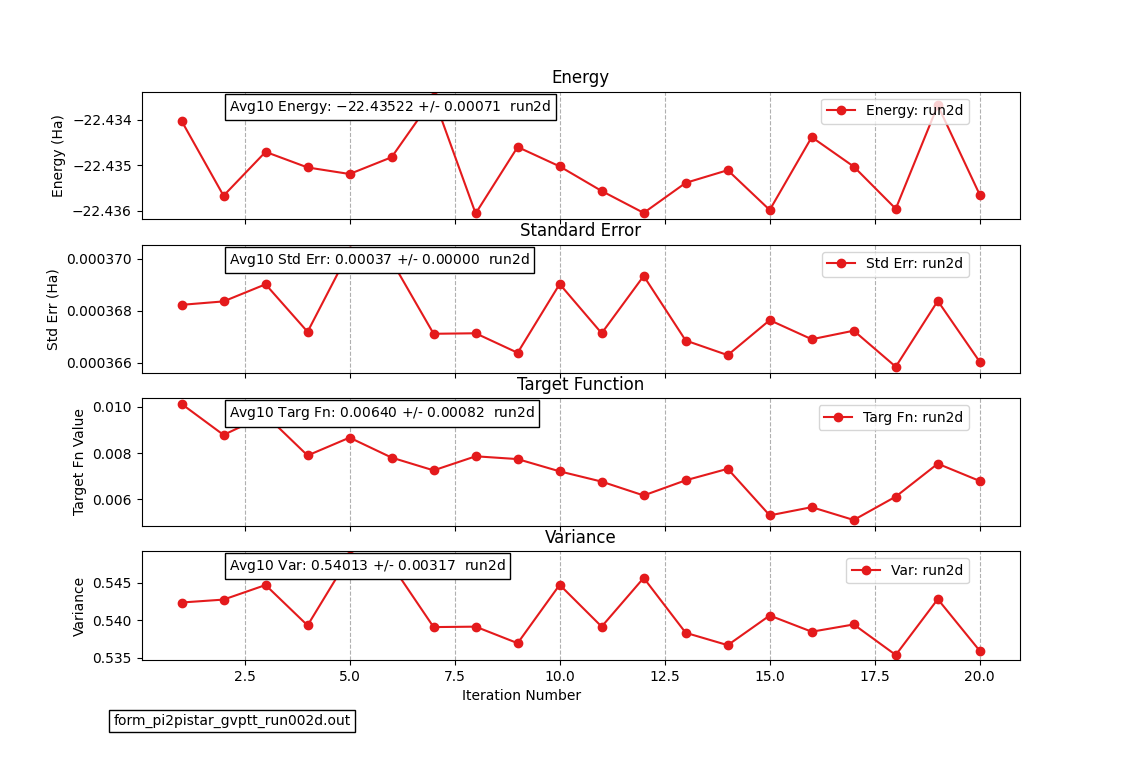 Energy
Avg10 Energy: −22.43522 +/- 0.00071 run2d
Energy: run2d
Energy (Ha)
−22.434
−22.435
−22.436
Standard Error
Avg10 Std Err: 0.00037 +/- 0.00000 run2d
Std Err: run2d
Std Err (Ha)
0.000370
0.000368
0.000366
Target Function
Avg10 Targ Fn: 0.00640 +/- 0.00082 run2d
Targ Fn: run2d
Target Fn Value
0.010
0.008
0.006
Variance
Avg10 Var: 0.54013 +/- 0.00317 run2d
Var: run2d
Variance
0.545
0.540
0.535
2.5 5.0 7.5 10.0 12.5 15.0 17.5 20.0
Iteration Number
form_pi2pistar_gvptt_run002d.out